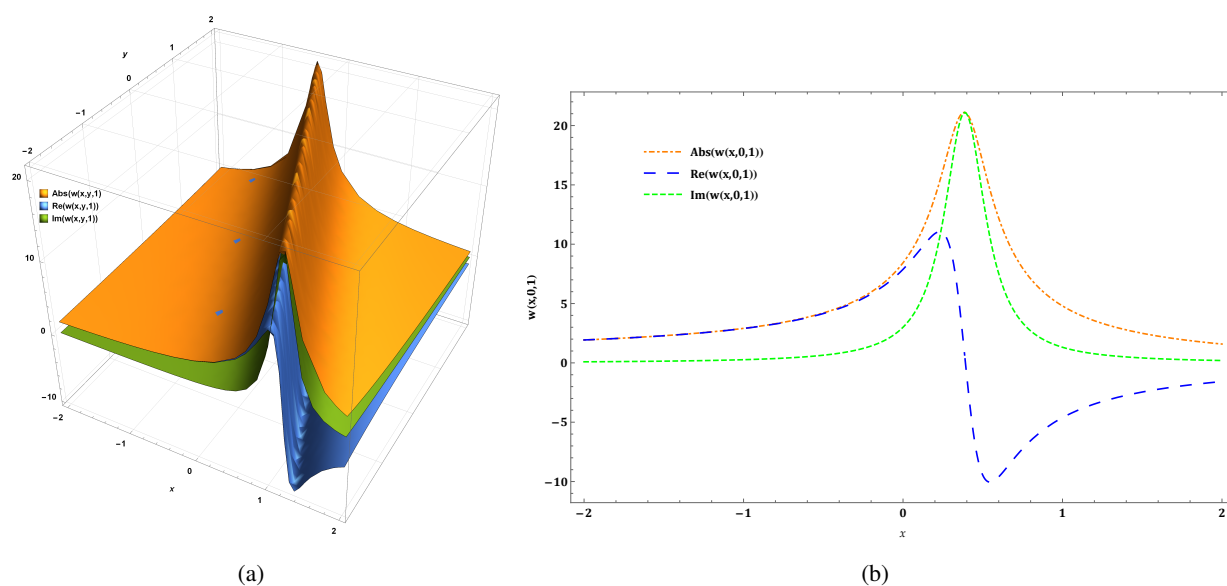 2
1
y
0
−1
−2
20
Abs(w(x,y,1)
Re(w(x,y,1))
Im(w(x,y,1))
10
0
−10
−2
−1
0
x
1
2
(a)
20
15
10
5
0
−5
−10
w(x,0,1)
Abs(w(x,0,1))
Re(w(x,0,1))
Im(w(x,0,1))
−2
−1
0
1
2
x
(b)